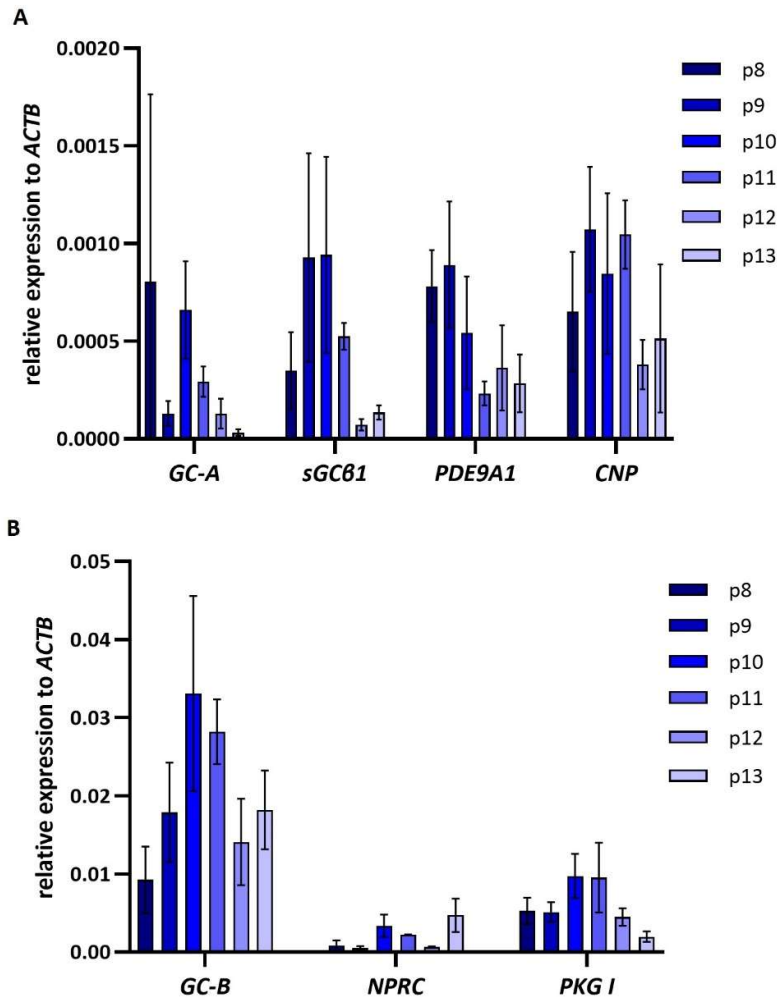 A
relative expression to ACTB
0.0020
0.0015
0.0010
0.0005
0.0000
GC-A
sGCβ1
PDE9A1
CNP
p8
p9
p10
p11
p12
p13
B
relative expression to ACTB
0.05
0.04
0.03
0.02
0.01
0.00
GC-B
NPRC
PKG I
p8
p9
p10
p11
p12
p13